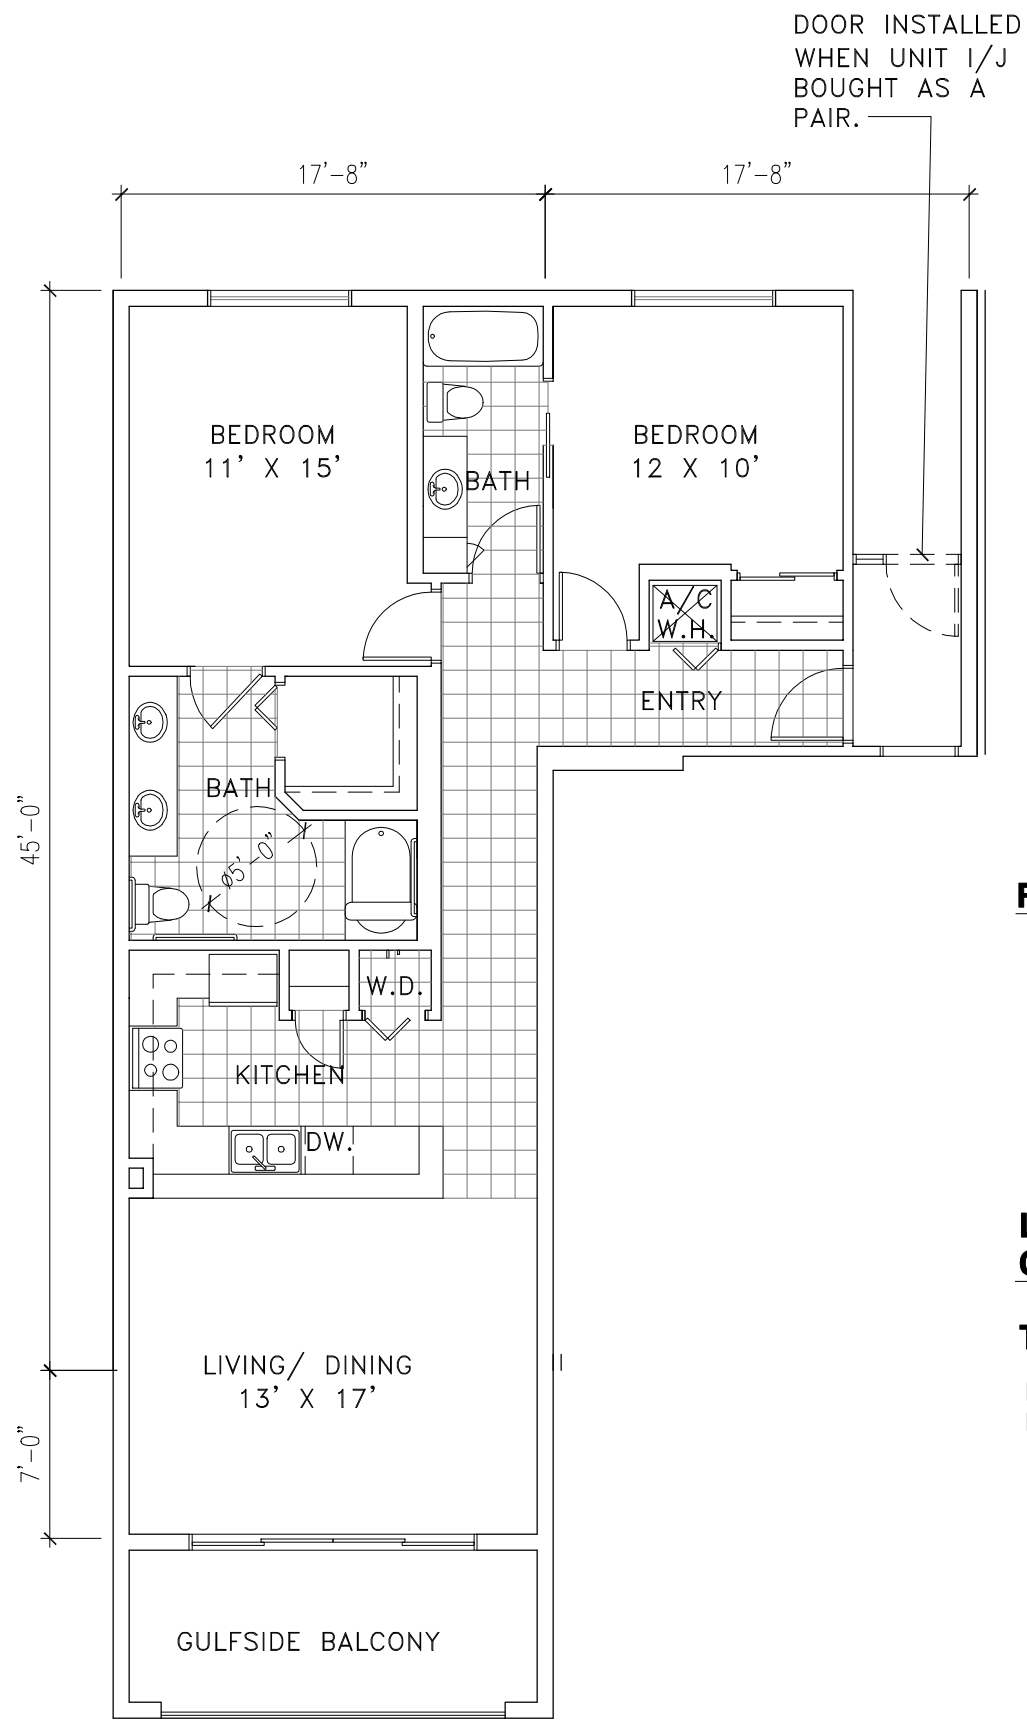 DOOR INSTALLED
WHEN UNIT I/J
BOUGHT AS A
PAIR.
17'-8"
17'-8"
BEDROOM
11' X 15'
BATH
BEDROOM
12 X 10'
A/C
W.H.
ENTRY
BATH
ø5'-0"
45'-0"
W.D.
KITCHEN
DW.
LIVING/ DINING
13' X 17'
7'-0"
GULFSIDE BALCONY